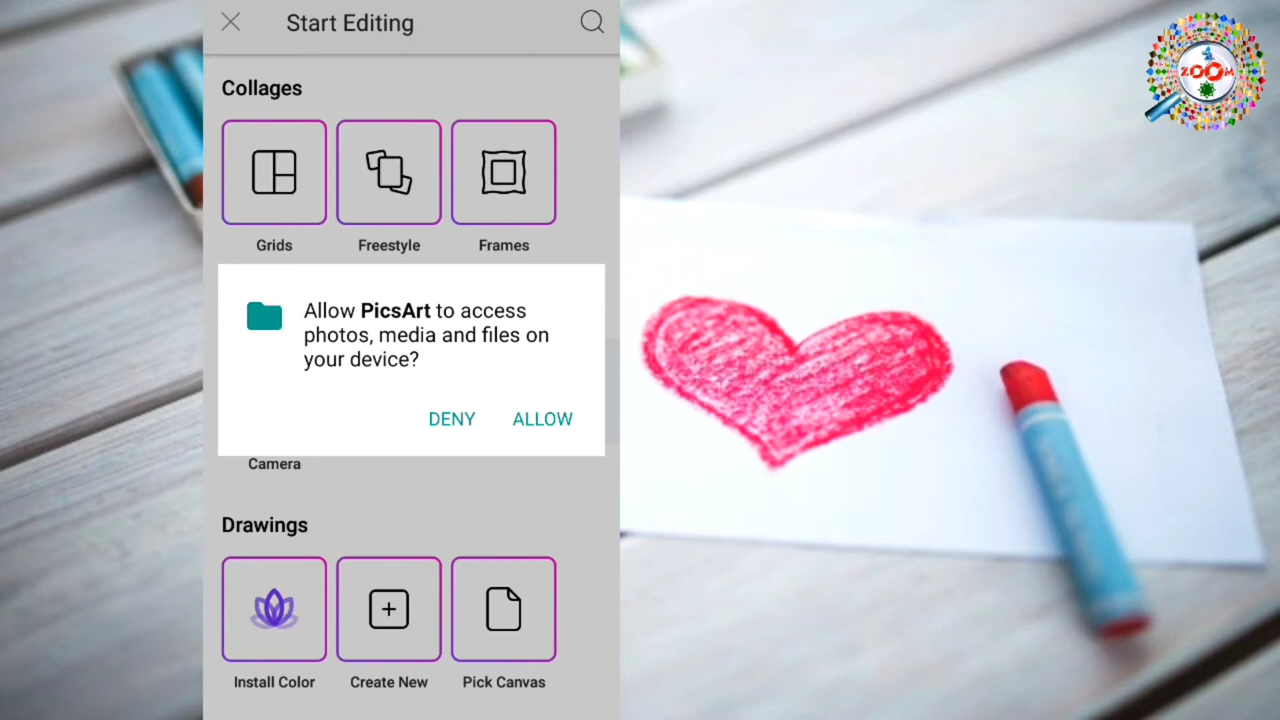 Start Editing
Collages
Grids
Freestyle
Frames
Allow PicsArt to access
photos, media and files on
your device?
DENY
ALLOW
Camera
Drawings
Install Color
Create New
Pick Canvas
ZOOM